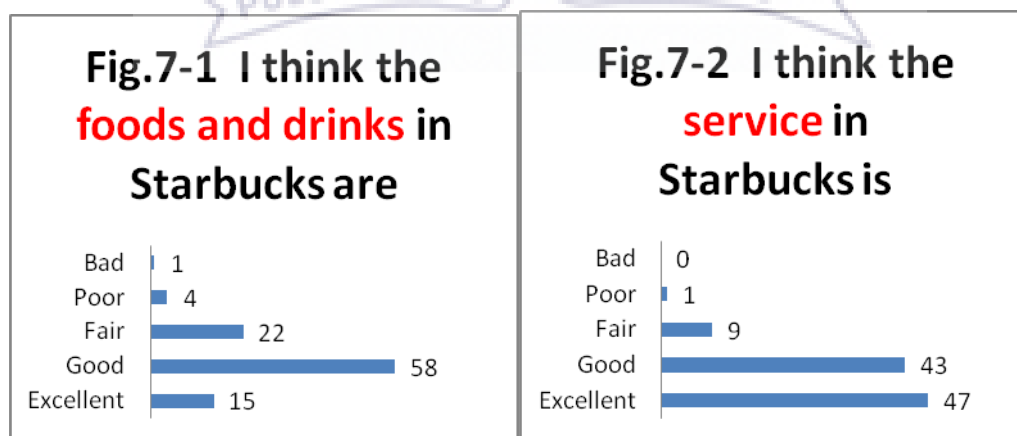 Fig.7-1 I think the
foods and drinks in
Starbucks are
Bad 1
Poor 4
Fair 22
Good 58
Excellent 15
Fig.7-2 I think the
service in
Starbucks is
Bad 0
Poor 1
Fair 9
Good 43
Excellent 47